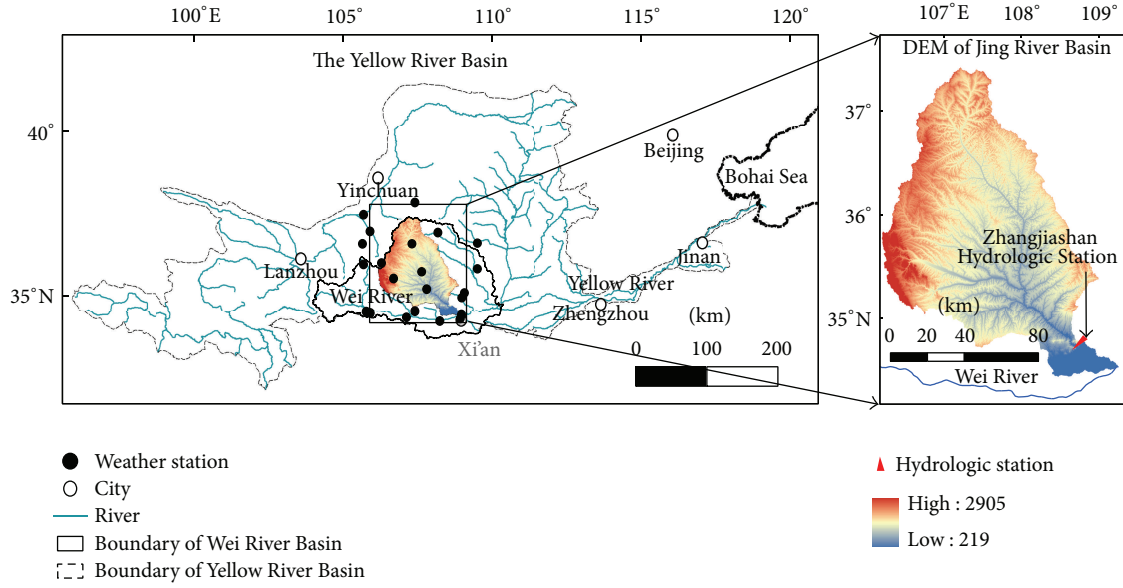 100°E
105°
110°
115°
120°
107°E
108°
109°
The Yellow River Basin
DEM of Jing River Basin
40°
35°N
37°
36°
35°N
Beijing
Bohai Sea
Yinchuan
Lanzhou
Jinan
Wei River
Yellow River
Zhengzhou
Xi'an
(km)
0
100
200
Zhangjiashan
Hydrologic Station
(km)
0
20
40
80
Wei River
Weather station
City
River
Boundary of Wei River Basin
Boundary of Yellow River Basin
Hydrologic station
High : 2905
Low : 219